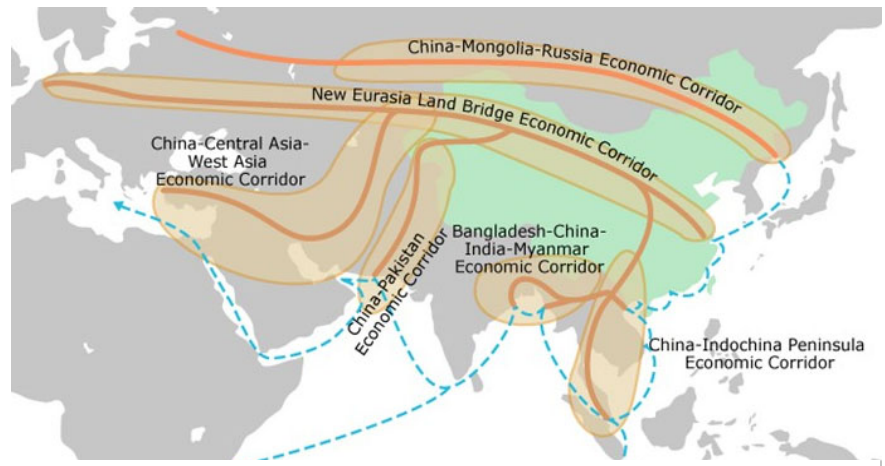 China-Mongolia-Russia Economic Corridor
New Eurasia Land Bridge Economic Corridor
China-Central Asia-
West Asia
Economic Corridor
China-Pakistan
Economic Corridor
Bangladesh-China-
India-Myanmar
Economic Corridor
China-Indochina Peninsula
Economic Corridor